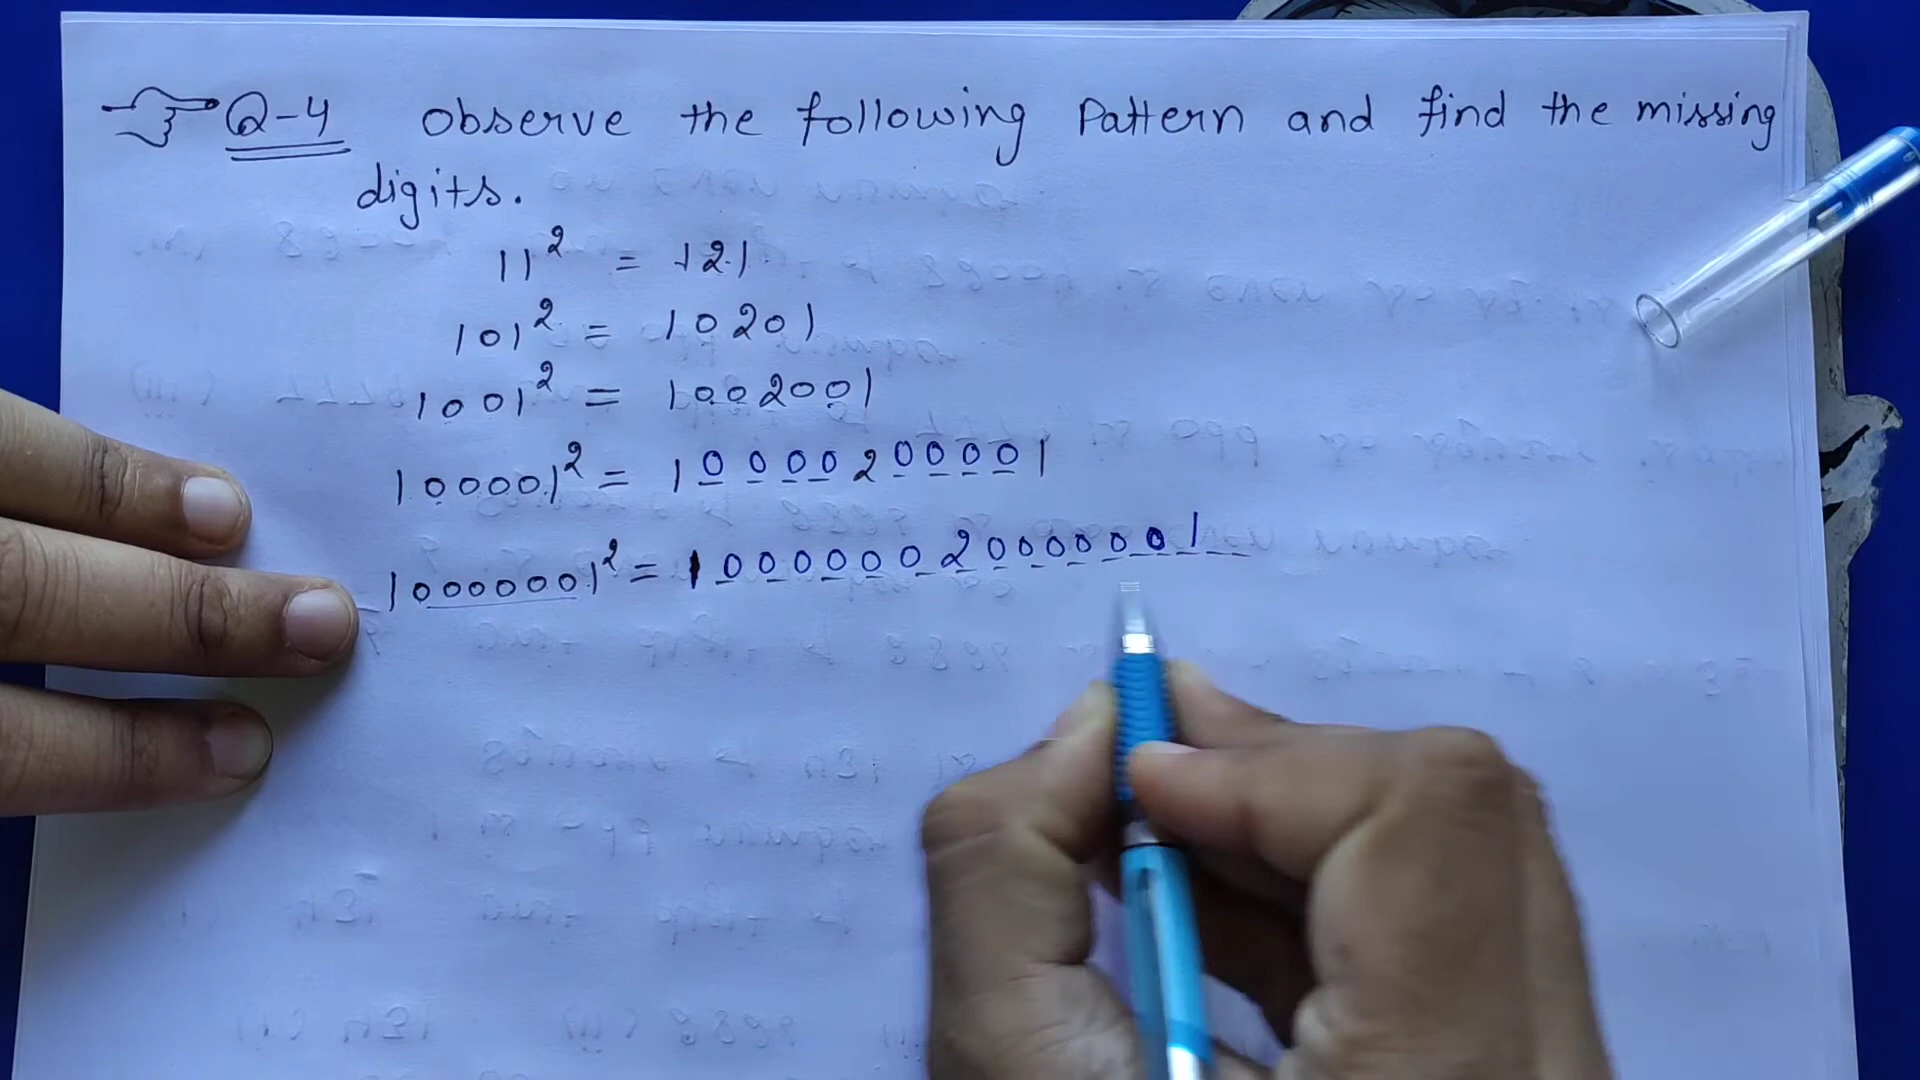 Q-4 Observe the following Pattern and find the missing
digits.
11² = 121
101² = 10201
1001² = 1002001
100001² = 10000200001
10000001² = 100000020000001